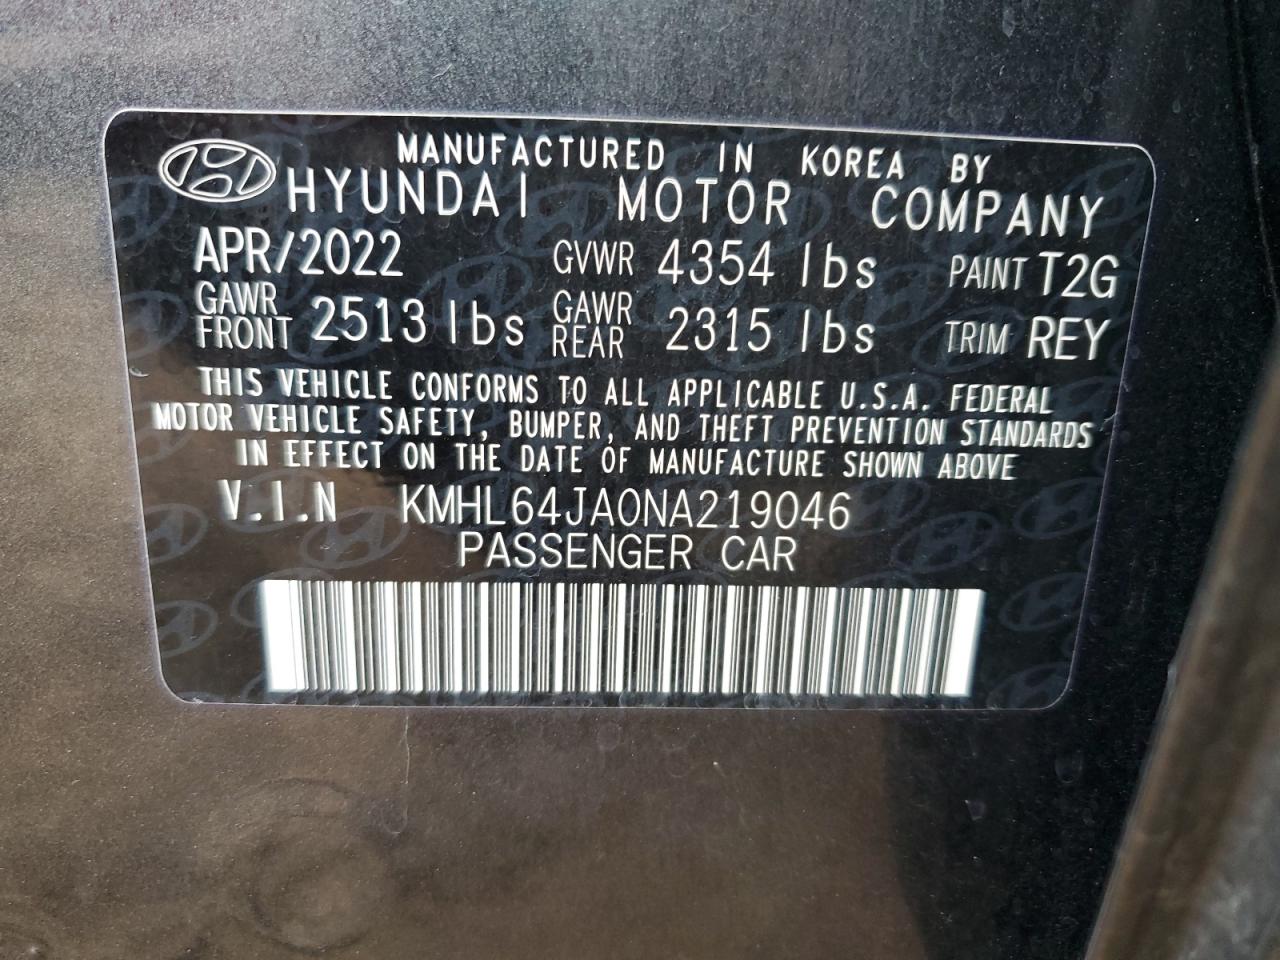 MANUFACTURED IN KOREA BY
HYUNDAI MOTOR COMPANY
APR/2022 GVWR 4354 lbs PAINT T2G
GAWR FRONT 2513 lbs GAWR REAR 2315 lbs TRIM REY
THIS VEHICLE CONFORMS TO ALL APPLICABLE U.S.A. FEDERAL
MOTOR VEHICLE SAFETY, BUMPER, AND THEFT PREVENTION STANDARDS
IN EFFECT ON THE DATE OF MANUFACTURE SHOWN ABOVE
V.I.N KMHL64JA0NA219046
PASSENGER CAR